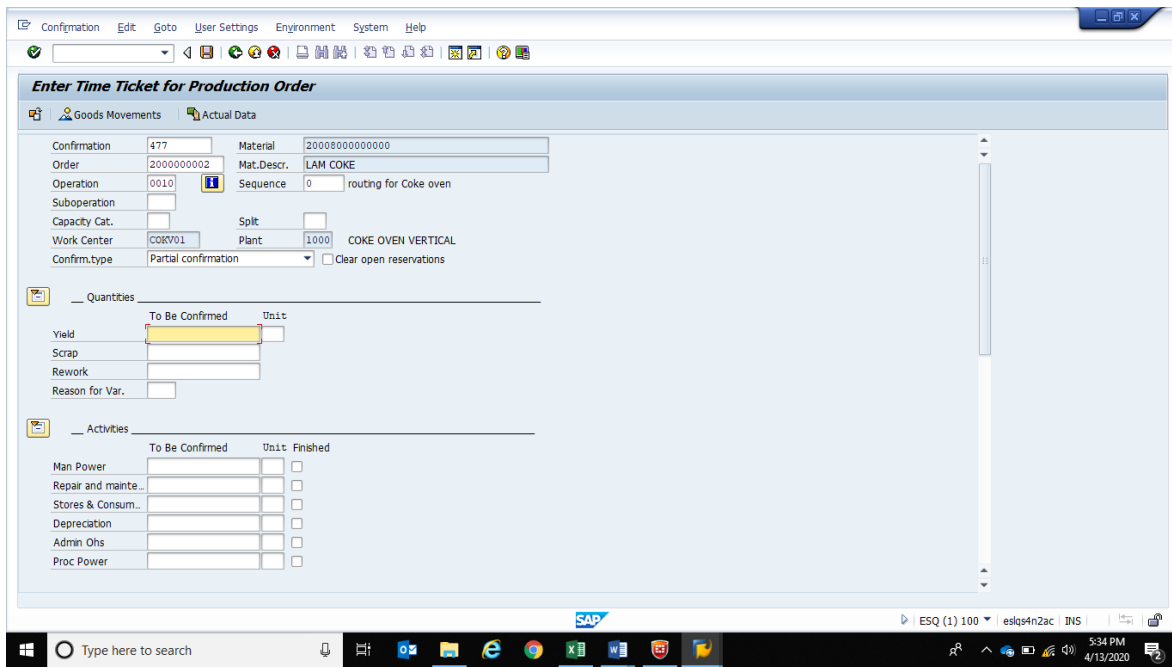 Confirmation Edit Goto User Settings Environment System Help
Enter Time Ticket for Production Order
Goods Movements Actual Data
Confirmation 477 Material 20008000000000
Order 2000000002 Mat.Descr. LAM COKE
Operation 0010 Sequence 0 routing for Coke oven
Suboperation
Capacity Cat. Split
Work Center COKV01 Plant 1000 COKE OVEN VERTICAL
Confirm.type Partial confirmation Clear open reservations
Quantities
To Be Confirmed Unit
Yield
Scrap
Rework
Reason for Var.
Activities
To Be Confirmed Unit Finished
Man Power
Repair and mainte..
Stores & Consum..
Depreciation
Admin Ohs
Proc Power
SAP ESQ (1) 100 eslqs4n2ac INS
Type here to search 5:34 PM
4/13/2020